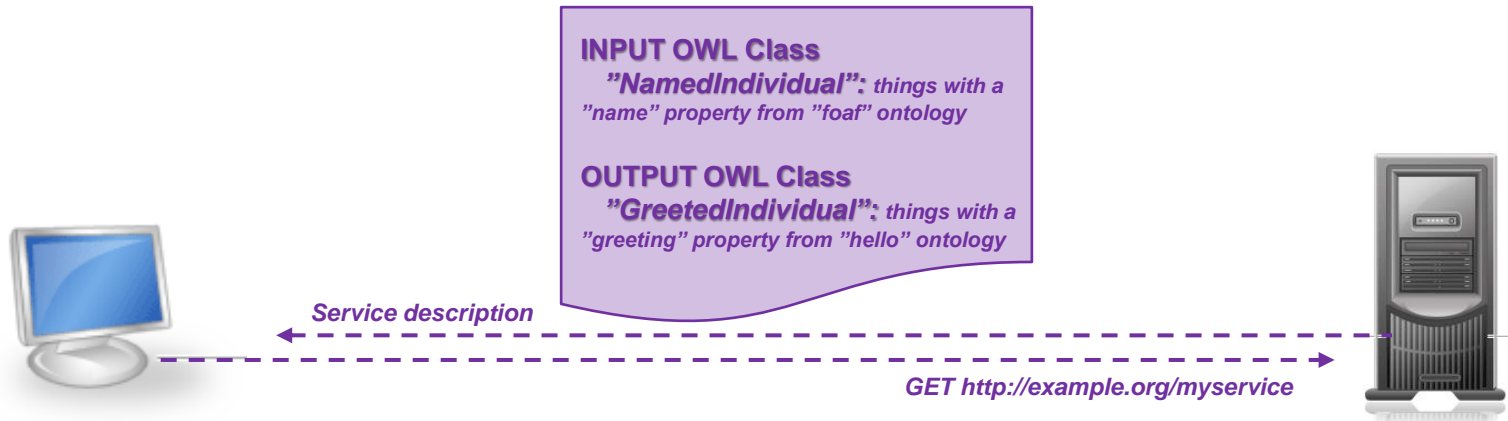 INPUT OWL Class
”NamedIndividual”: things with a
”name” property from ”foaf” ontology
OUTPUT OWL Class
”GreetedIndividual”: things with a
”greeting” property from ”hello” ontology
Service description
GET http://example.org/myservice